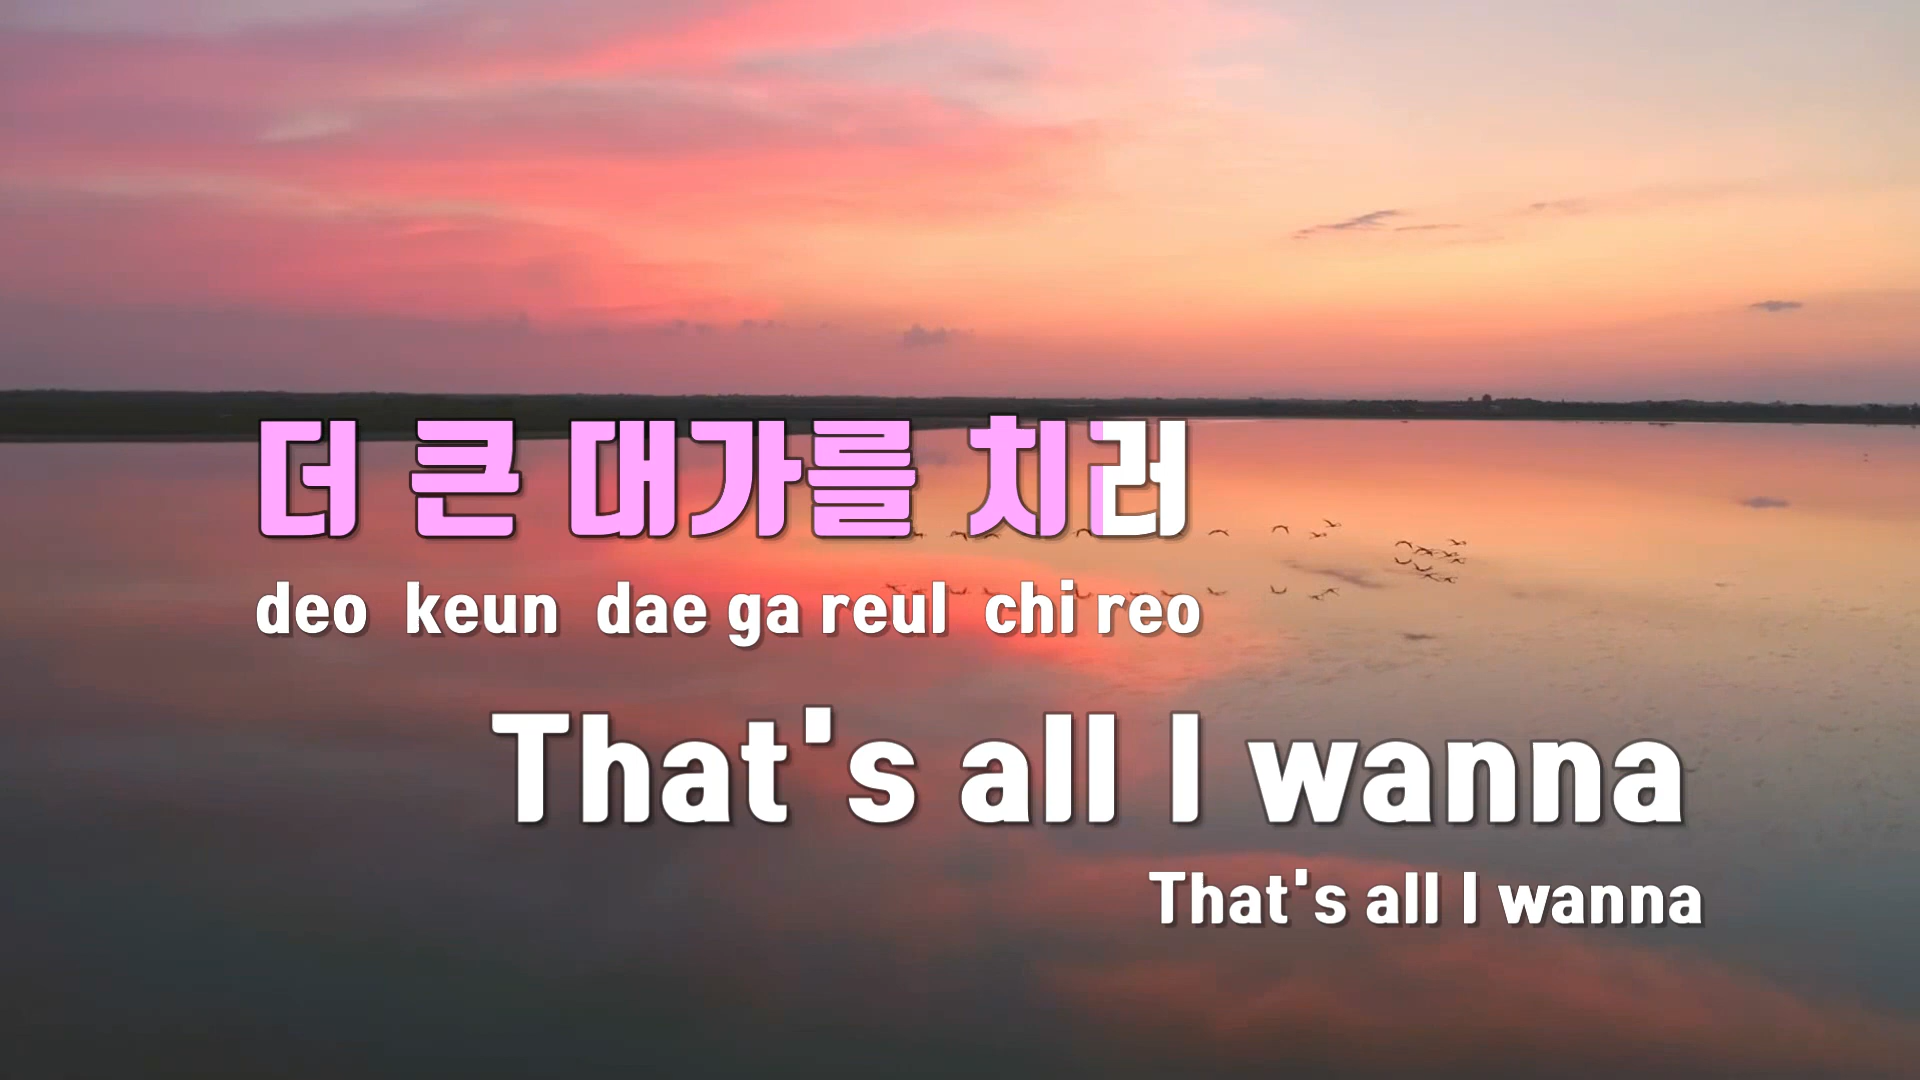 더 큰 대가를 치러
deo keun dae ga reul chi reo
That's all I wanna
That's all I wanna